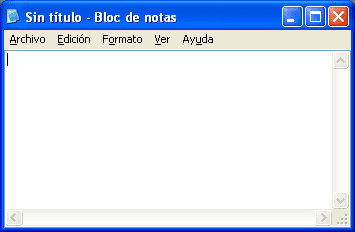 Sin título - Bloc de notas
Archivo Edición Formato Ver Ayuda